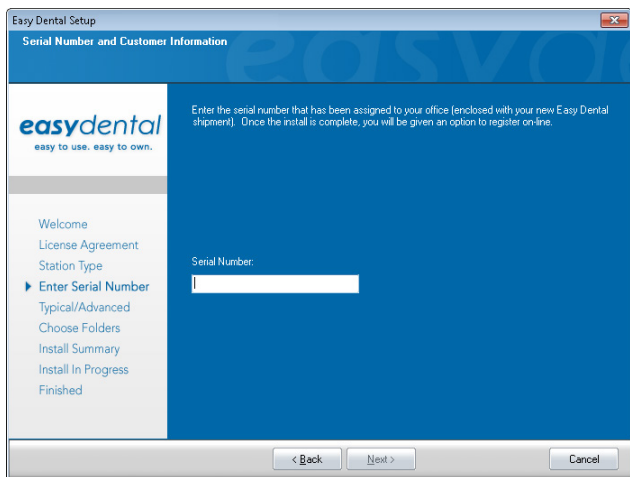 Easy Dental Setup
Serial Number and Customer Information
easyd
easydental
easy to use. easy to own.
Enter the serial number that has been assigned to your office (enclosed with your new Easy Dental
shipment). Once the install is complete, you will be given an option to register on-line.
Welcome
License Agreement
Station Type
Enter Serial Number
Typical/Advanced
Choose Folders
Install Summary
Install In Progress
Finished
Serial Number:
< Back
Next >
Cancel